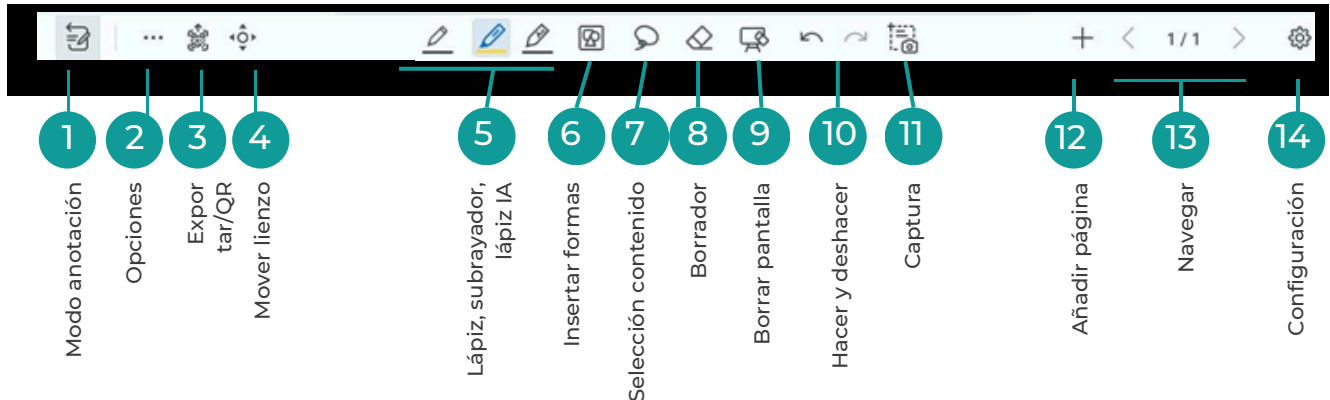 1/1
1
2
3
4
5
6
7
8
9
10
11
12
13
14
Modo anotación
Opciones
Expor
tar/QR
Mover lienzo
Lápiz, subrayador,
lápiz IA
Insertar formas
Selección contenido
Borrador
Borrar pantalla
Hacer y deshacer
Captura
Añadir página
Navegar
Configuración